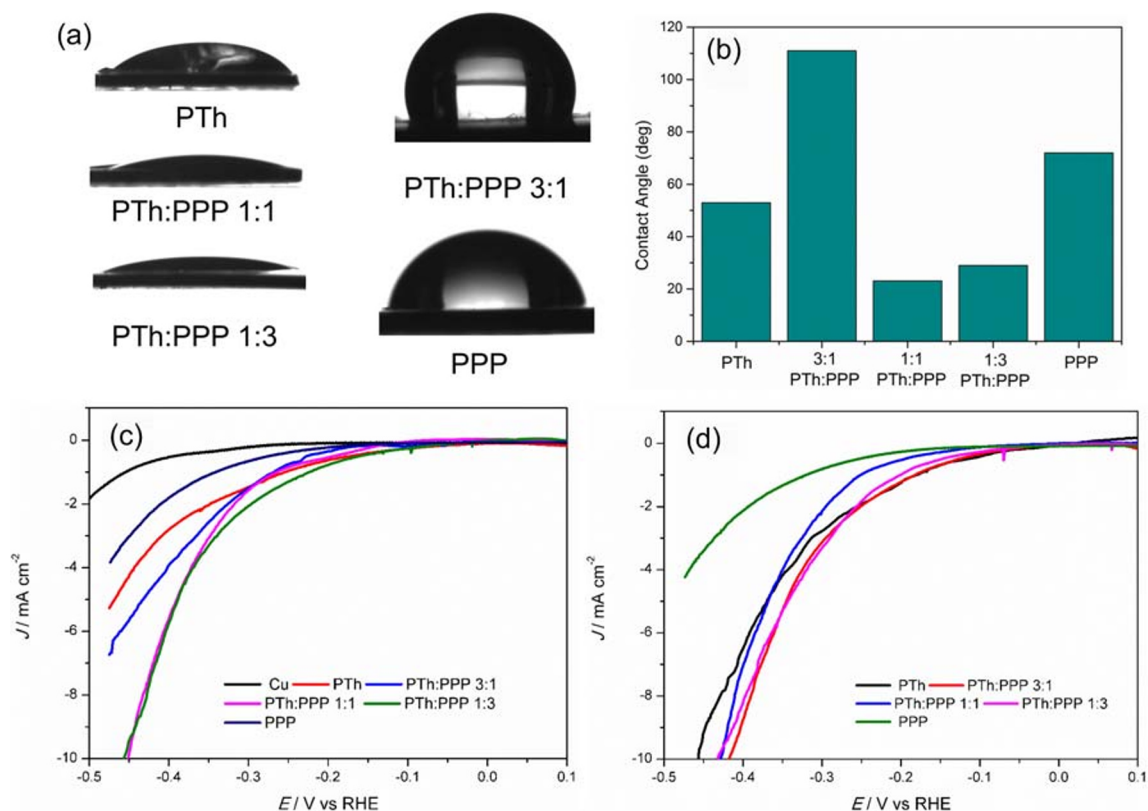 (a)
PTh
PTh:PPP 1:1
PTh:PPP 1:3
PTh:PPP 3:1
PPP
(b)
Contact Angle (deg)
120
100
80
60
40
20
0
PTh
3:1
PTh:PPP
1:1
PTh:PPP
1:3
PTh:PPP
PPP
(c)
J / mA cm-2
0
-2
-4
-6
-8
-10
Cu PTh PTh:PPP 3:1
PTh:PPP 1:1 PTh:PPP 1:3
PPP
-0.5 -0.4 -0.3 -0.2 -0.1 0.0 0.1
E / V vs RHE
(d)
J / mA cm-2
0
-2
-4
-6
-8
-10
PTh PTh:PPP 3:1
PTh:PPP 1:1 PTh:PPP 1:3
PPP
-0.5 -0.4 -0.3 -0.2 -0.1 0.0 0.1
E / V vs RHE